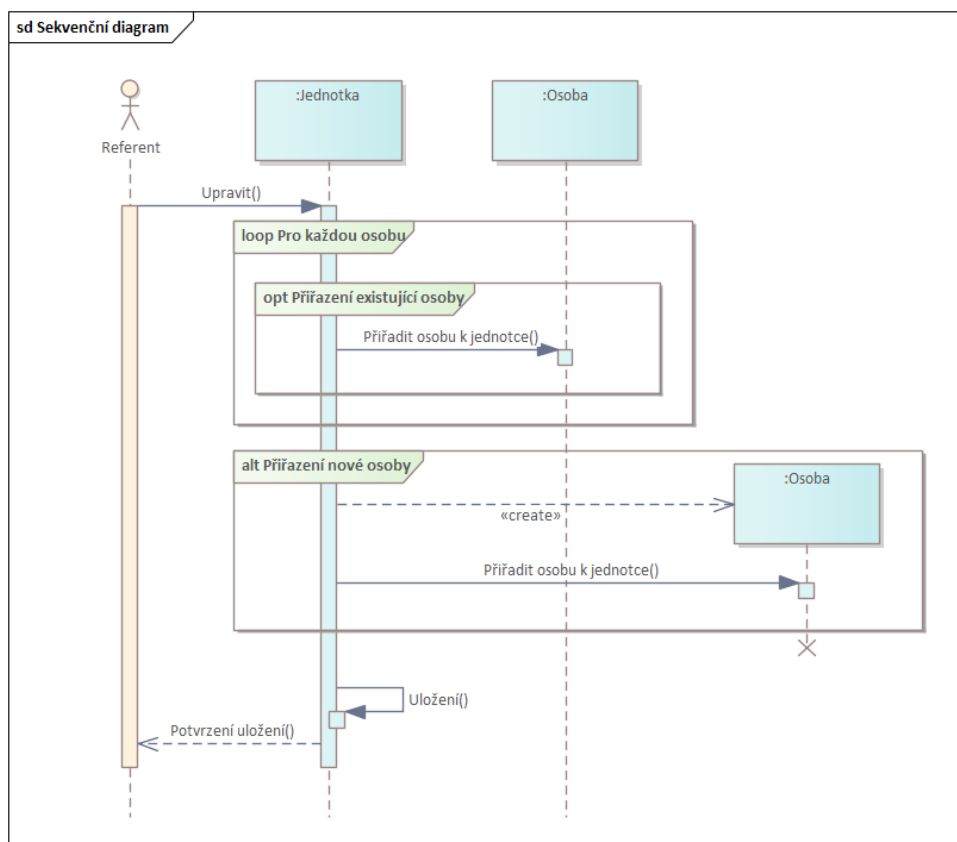 sd Sekvenční diagram
:Jednotka
:Osoba
Referent
Upravit()
loop Pro každou osobu
opt Přiřazení existující osoby
Přiřadit osobu k jednotce()
alt Přiřazení nové osoby
:Osoba
«create»
Přiřadit osobu k jednotce()
Uložení()
Potvrzení uložení()